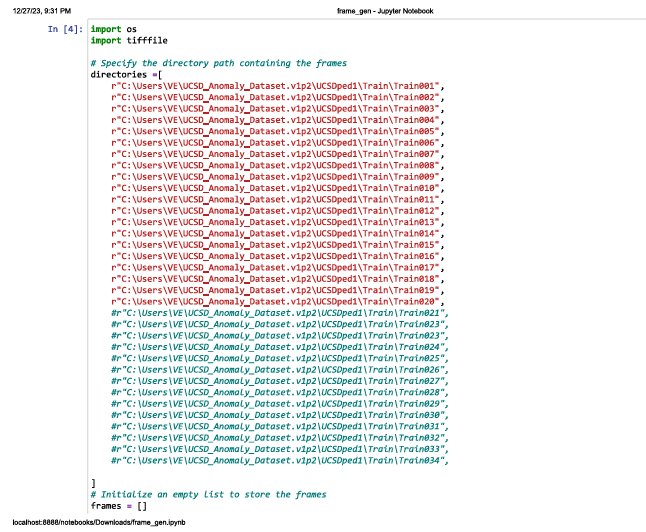 12/27/23, 9:31 PM frame_gen - Jupyter Notebook
In [4]: import os
import tifffile
# Specify the directory path containing the frames
directories =[
r"C:\Users\VE\UCSD_Anomaly_Dataset.v1p2\UCSDped1\Train\Train001",
r"C:\Users\VE\UCSD_Anomaly_Dataset.v1p2\UCSDped1\Train\Train002",
r"C:\Users\VE\UCSD_Anomaly_Dataset.v1p2\UCSDped1\Train\Train003",
r"C:\Users\VE\UCSD_Anomaly_Dataset.v1p2\UCSDped1\Train\Train004",
r"C:\Users\VE\UCSD_Anomaly_Dataset.v1p2\UCSDped1\Train\Train005",
r"C:\Users\VE\UCSD_Anomaly_Dataset.v1p2\UCSDped1\Train\Train006",
r"C:\Users\VE\UCSD_Anomaly_Dataset.v1p2\UCSDped1\Train\Train007",
r"C:\Users\VE\UCSD_Anomaly_Dataset.v1p2\UCSDped1\Train\Train008",
r"C:\Users\VE\UCSD_Anomaly_Dataset.v1p2\UCSDped1\Train\Train009",
r"C:\Users\VE\UCSD_Anomaly_Dataset.v1p2\UCSDped1\Train\Train010",
r"C:\Users\VE\UCSD_Anomaly_Dataset.v1p2\UCSDped1\Train\Train011",
r"C:\Users\VE\UCSD_Anomaly_Dataset.v1p2\UCSDped1\Train\Train012",
r"C:\Users\VE\UCSD_Anomaly_Dataset.v1p2\UCSDped1\Train\Train013",
r"C:\Users\VE\UCSD_Anomaly_Dataset.v1p2\UCSDped1\Train\Train014",
r"C:\Users\VE\UCSD_Anomaly_Dataset.v1p2\UCSDped1\Train\Train015",
r"C:\Users\VE\UCSD_Anomaly_Dataset.v1p2\UCSDped1\Train\Train016",
r"C:\Users\VE\UCSD_Anomaly_Dataset.v1p2\UCSDped1\Train\Train017",
r"C:\Users\VE\UCSD_Anomaly_Dataset.v1p2\UCSDped1\Train\Train018",
r"C:\Users\VE\UCSD_Anomaly_Dataset.v1p2\UCSDped1\Train\Train019",
r"C:\Users\VE\UCSD_Anomaly_Dataset.v1p2\UCSDped1\Train\Train020",
#r"C:\Users\VE\UCSD_Anomaly_Dataset.v1p2\UCSDped1\Train\Train021",
#r"C:\Users\VE\UCSD_Anomaly_Dataset.v1p2\UCSDped1\Train\Train023",
#r"C:\Users\VE\UCSD_Anomaly_Dataset.v1p2\UCSDped1\Train\Train023",
#r"C:\Users\VE\UCSD_Anomaly_Dataset.v1p2\UCSDped1\Train\Train024",
#r"C:\Users\VE\UCSD_Anomaly_Dataset.v1p2\UCSDped1\Train\Train025",
#r"C:\Users\VE\UCSD_Anomaly_Dataset.v1p2\UCSDped1\Train\Train026",
#r"C:\Users\VE\UCSD_Anomaly_Dataset.v1p2\UCSDped1\Train\Train027",
#r"C:\Users\VE\UCSD_Anomaly_Dataset.v1p2\UCSDped1\Train\Train028",
#r"C:\Users\VE\UCSD_Anomaly_Dataset.v1p2\UCSDped1\Train\Train029",
#r"C:\Users\VE\UCSD_Anomaly_Dataset.v1p2\UCSDped1\Train\Train030",
#r"C:\Users\VE\UCSD_Anomaly_Dataset.v1p2\UCSDped1\Train\Train031",
#r"C:\Users\VE\UCSD_Anomaly_Dataset.v1p2\UCSDped1\Train\Train032",
#r"C:\Users\VE\UCSD_Anomaly_Dataset.v1p2\UCSDped1\Train\Train033",
#r"C:\Users\VE\UCSD_Anomaly_Dataset.v1p2\UCSDped1\Train\Train034",
]
# Initialize an empty list to store the frames
frames = []
localhost:8888/notebooks/Downloads/frame_gen.ipynb